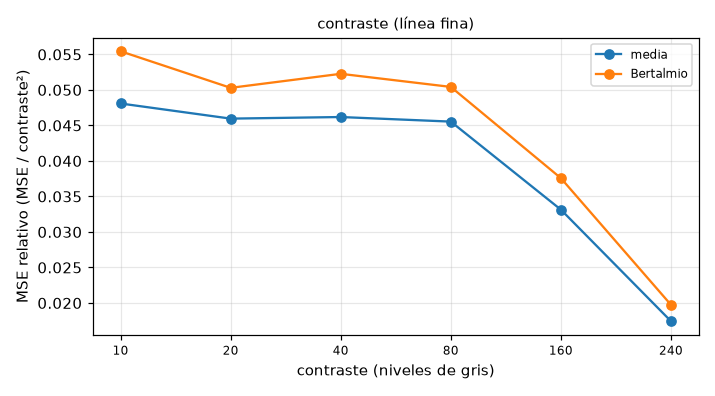 contraste (línea fina)
media
Bertalmio
MSE relativo (MSE / contraste²)
0.055
0.050
0.045
0.040
0.035
0.030
0.025
0.020
10 20 40 80 160 240
contraste (niveles de gris)